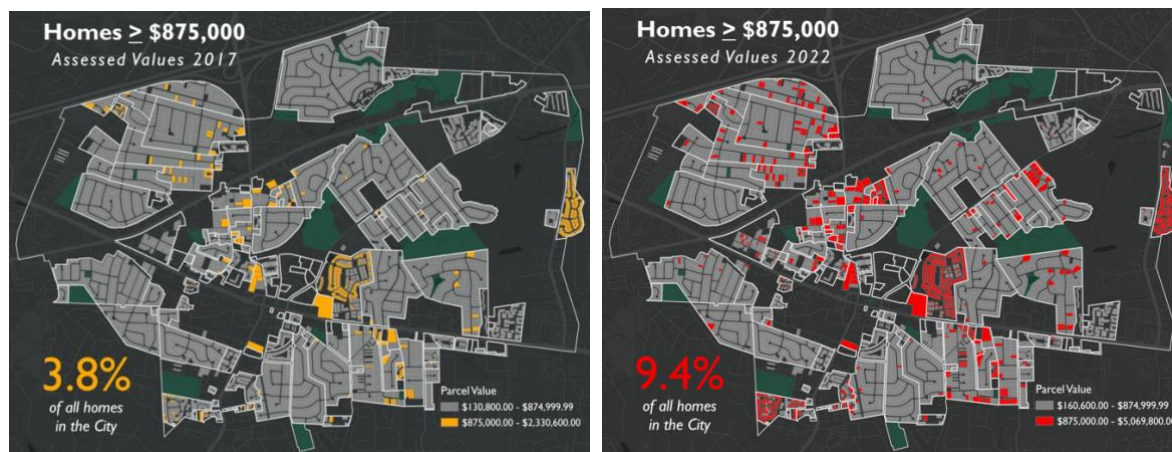 Homes ≥ $875,000
Assessed Values 2017
3.8%
of all homes
in the City
Parcel Value
$130,800.00 - $874,999.99
$875,000.00 - $2,330,600.00
Homes ≥ $875,000
Assessed Values 2022
9.4%
of all homes
in the City
Parcel Value
$160,600.00 - $874,999.99
$875,000.00 - $5,069,800.00